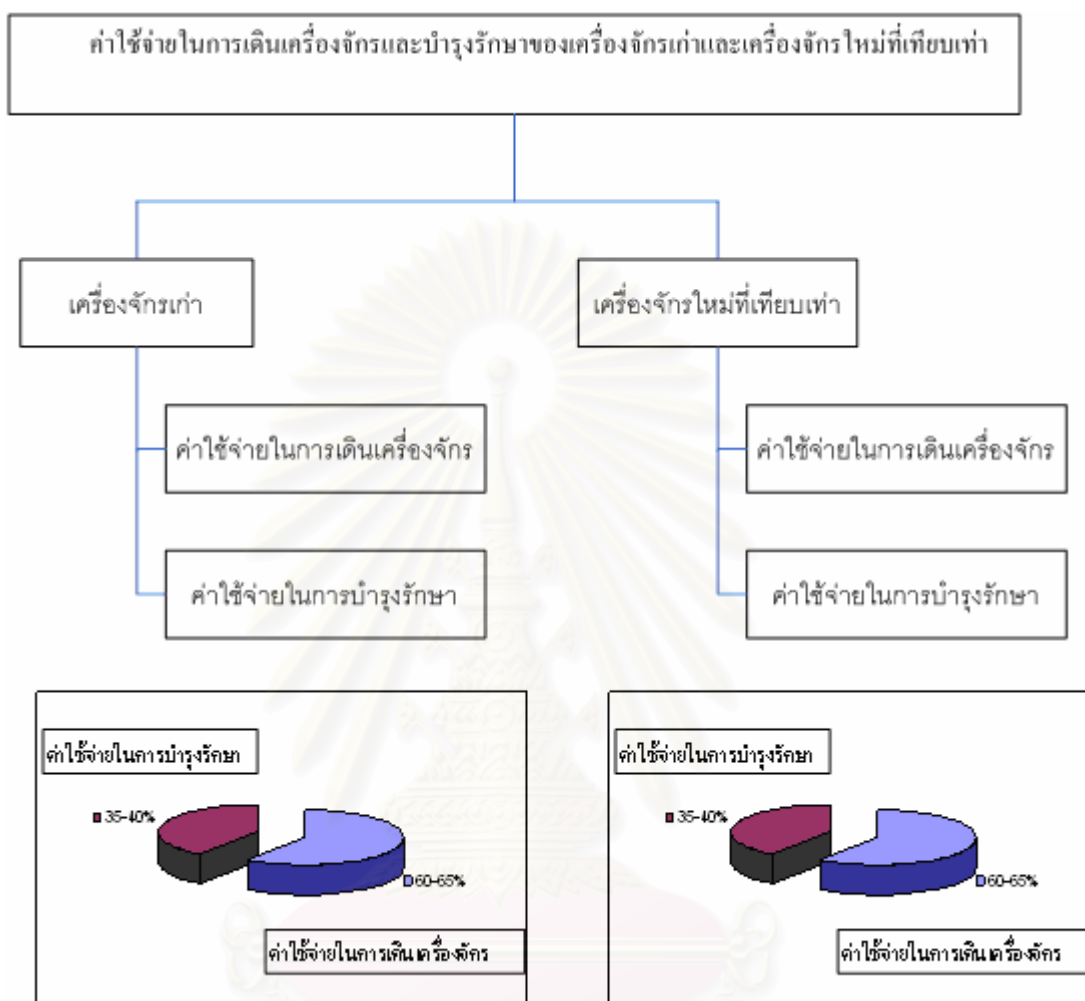 ค่าใช้จ่ายในการเดินเครื่องจักรและบำรุงรักษาของเครื่องจักรเก่าและเครื่องจักรใหม่ที่เทียบเท่า
เครื่องจักรเก่า
เครื่องจักรใหม่ที่เทียบเท่า
ค่าใช้จ่ายในการเดินเครื่องจักร
ค่าใช้จ่ายในการเดินเครื่องจักร
ค่าใช้จ่ายในการบำรุงรักษา
ค่าใช้จ่ายในการบำรุงรักษา
ค่าใช้จ่ายในการบำรุงรักษา
35-40%
60-65%
ค่าใช้จ่ายในการเดินเครื่องจักร
ค่าใช้จ่ายในการบำรุงรักษา
35-40%
60-65%
ค่าใช้จ่ายในการเดินเครื่องจักร